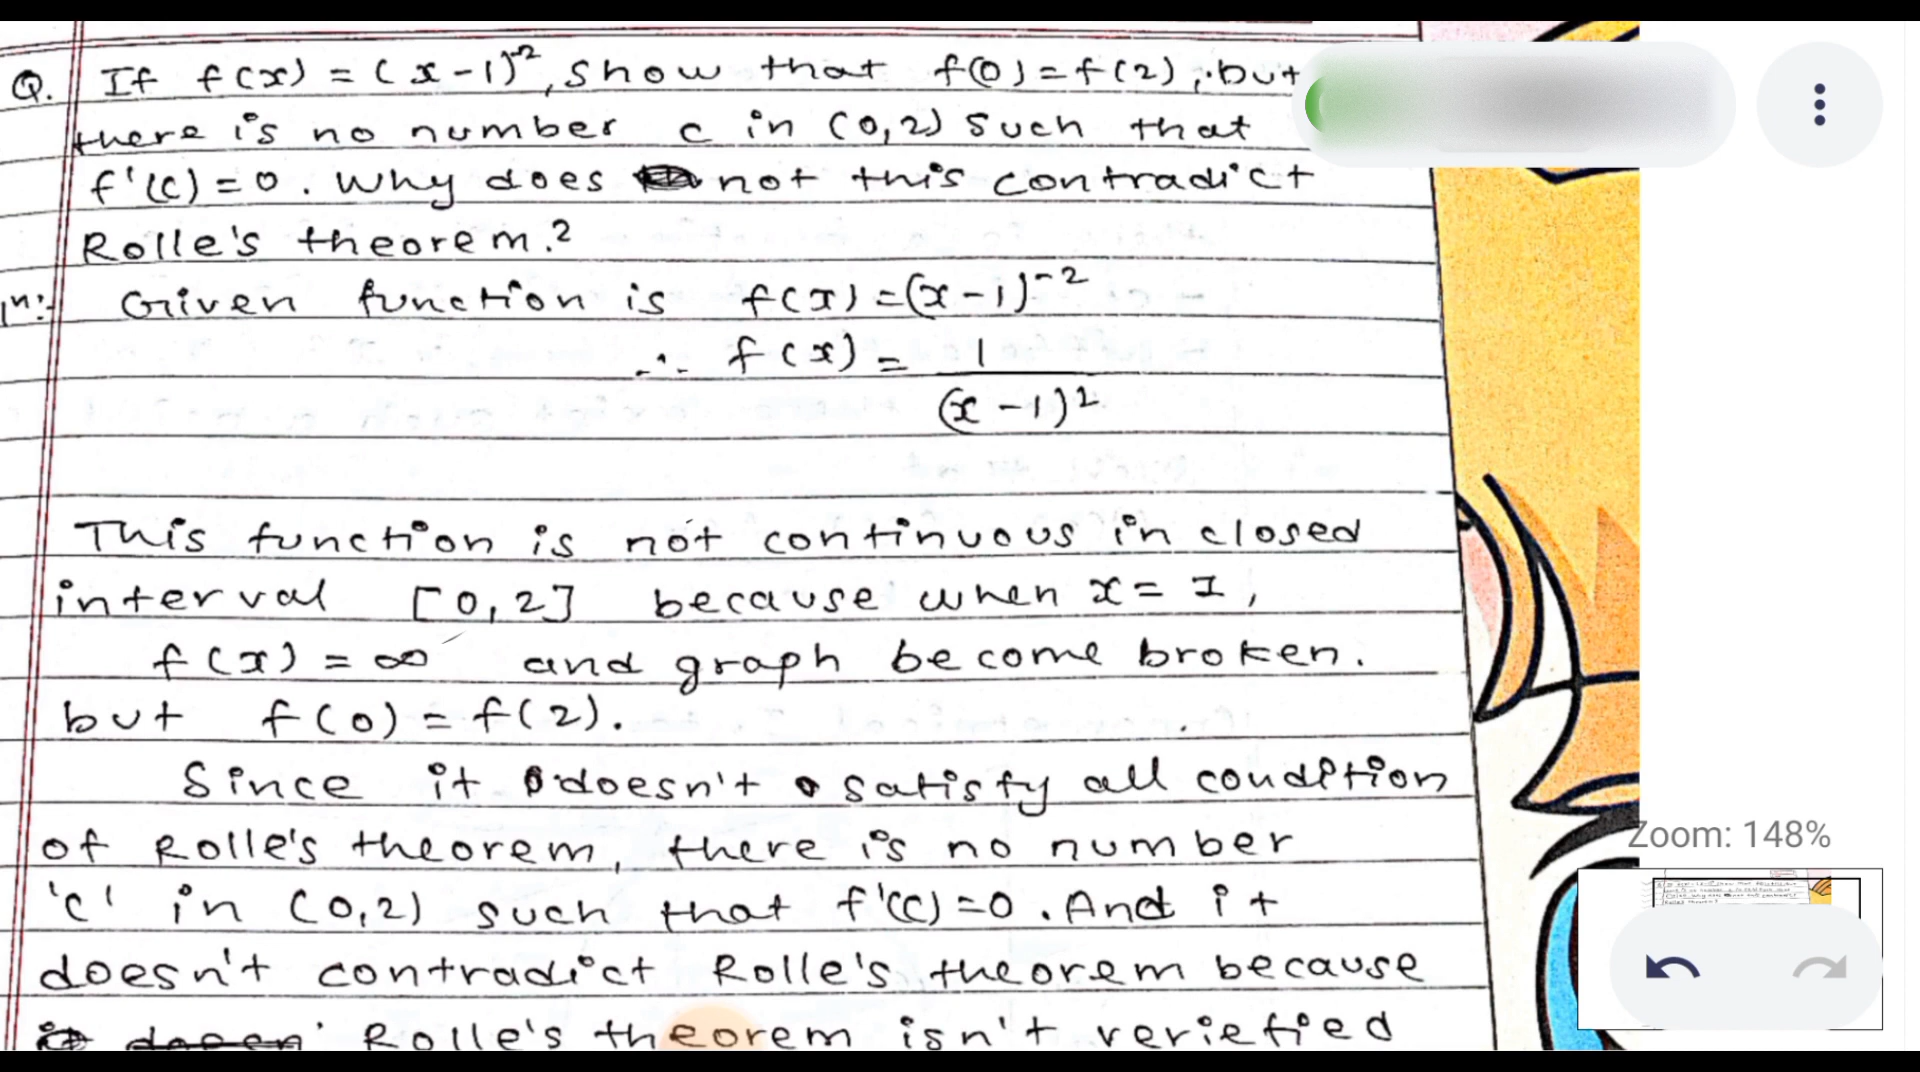 Q. If f(x) = (x-1)⁻², show that f(0) = f(2), but
there is no number c in (0,2) such that
f'(c) = 0. Why does not this contradict
Rolle's theorem.?
Given function is f(x) = (x-1)⁻²
∴ f(x) = 1
(x-1)²
This function is not continuous in closed
interval [0,2] because when x = 1,
f(x) = ∞ and graph become broken.
but f(0) = f(2).
Since it doesn't satisfy all condition
of Rolle's theorem, there is no number
'c' in (0,2) such that f'(c) = 0. And it
doesn't contradict Rolle's theorem because
Rolle's theorem isn't veriefied
Zoom: 148%